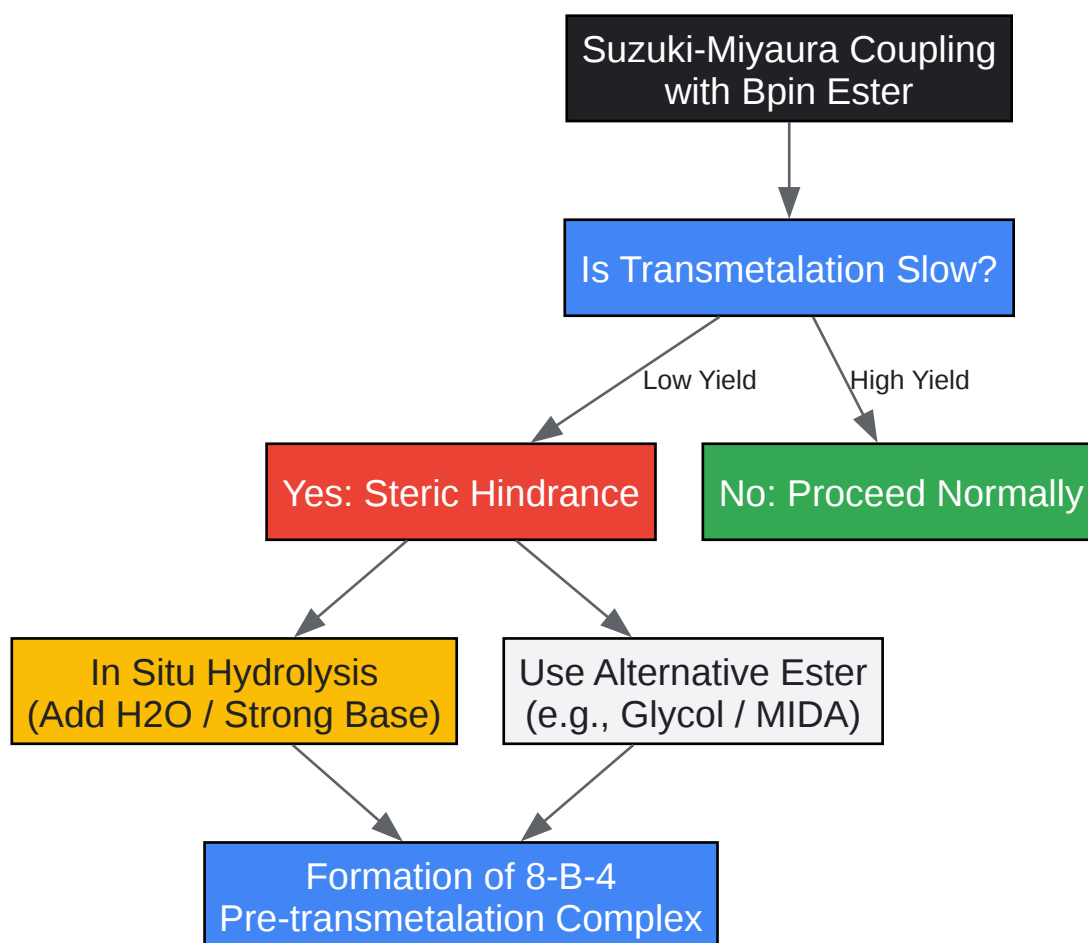 Suzuki-Miyaura Coupling
with Bpin Ester
Is Transmetalation Slow?
Low Yield
High Yield
Yes: Steric Hindrance
No: Proceed Normally
In Situ Hydrolysis
(Add H2O / Strong Base)
Use Alternative Ester
(e.g., Glycol / MIDA)
Formation of 8-B-4
Pre-transmetalation Complex